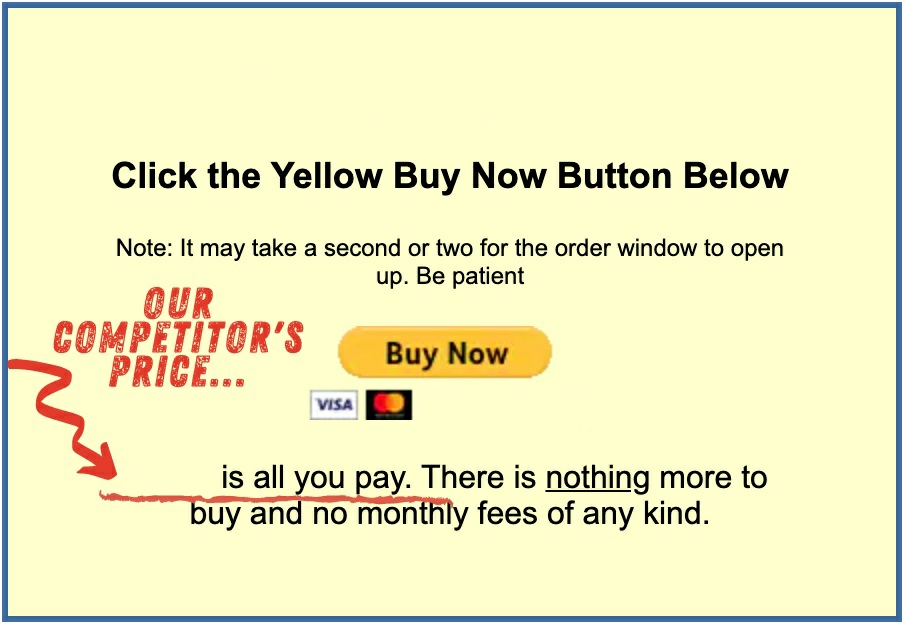 Click the Yellow Buy Now Button Below
Note: It may take a second or two for the order window to open
up. Be patient
OUR
COMPETITOR'S
PRICE...
Buy Now
VISA
is all you pay. There is nothing more to
buy and no monthly fees of any kind.